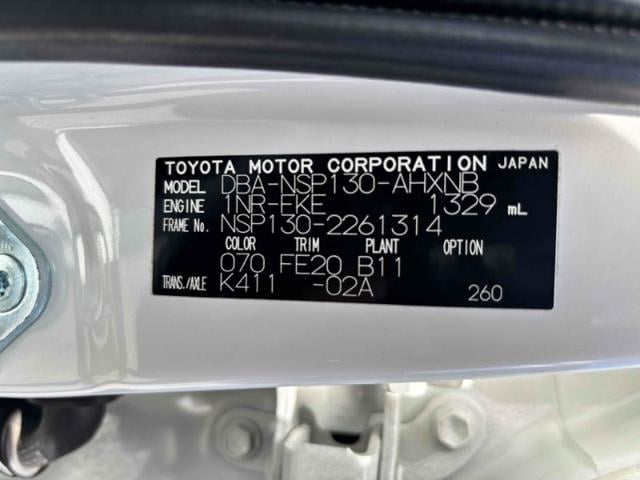 TOYOTA MOTOR CORPORATION JAPAN
MODEL DBA-NSP130-AHXNB
ENGINE 1NR-FKE 1329 mL
FRAME No. NSP130-2261314
COLOR TRIM PLANT OPTION
070 FE20 B11
TRANS./AXLE K411 -02A 260